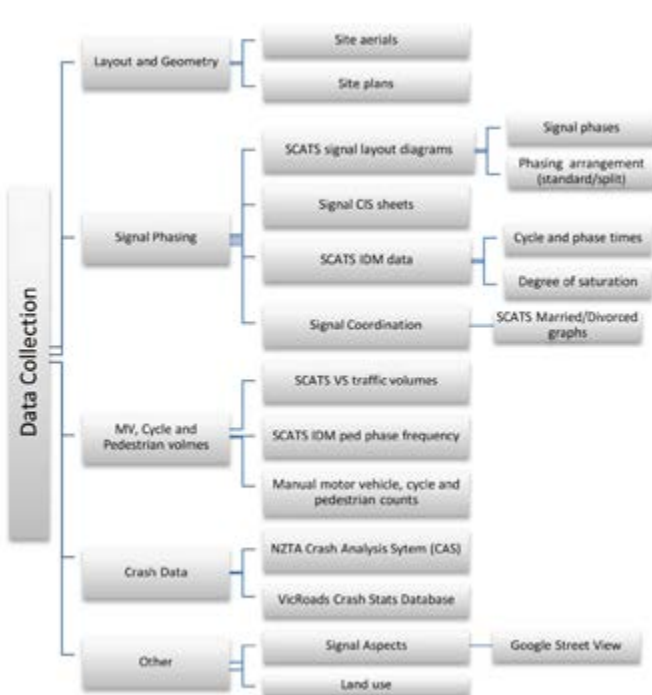 Data Collection
Layout and Geometry
Site aerials
Site plans
Signal Phasing
SCATS signal layout diagrams
Signal phases
Phasing arrangement
(standard/split)
Signal CIS sheets
SCATS IDM data
Cycle and phase times
Degree of saturation
Signal Coordination
SCATS Married/Divorced
graphs
MV, Cycle and
Pedestrian volmes
SCATS VS traffic volumes
SCATS IDM ped phase frequency
Manual motor vehicle, cycle and
pedestrian counts
Crash Data
NZTA Crash Analysis Sytem (CAS)
VicRoads Crash Stats Database
Other
Signal Aspects
Google Street View
Land use